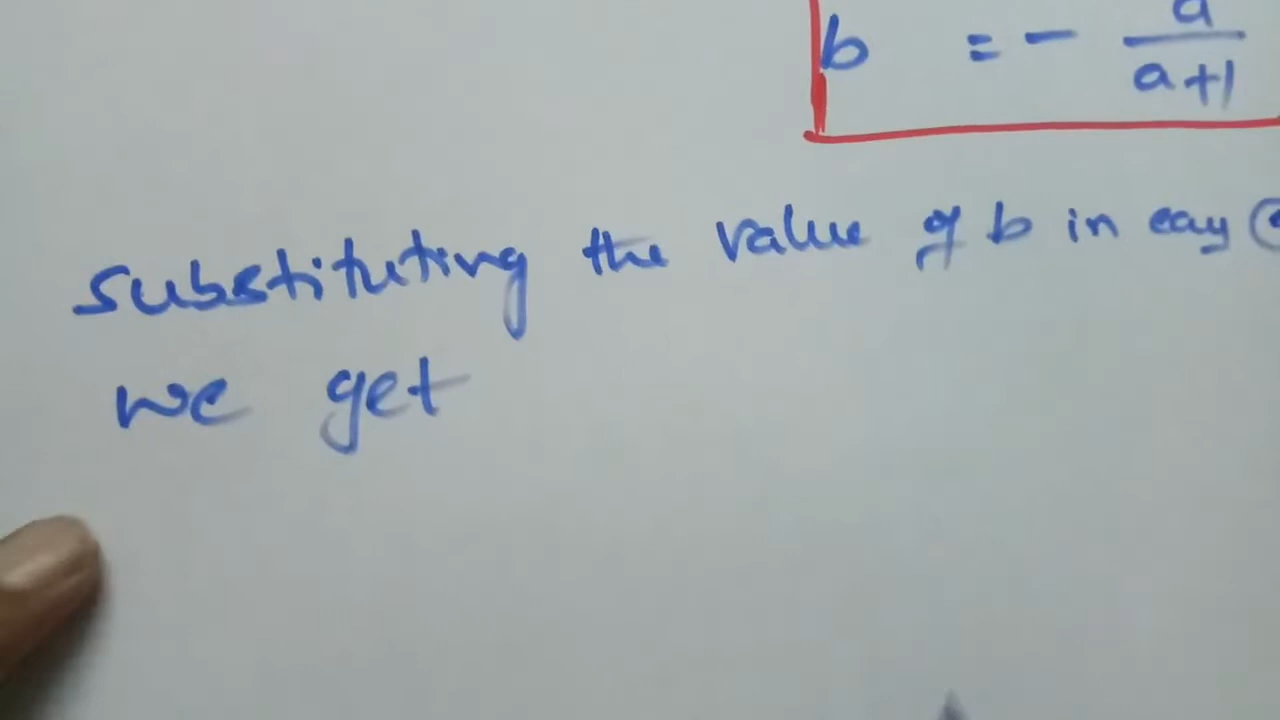 b = - a / a+1
substituting the value of b in eqy
we get